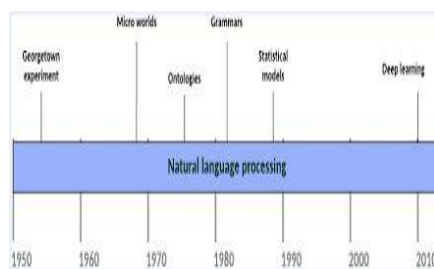 Micro worlds
Grammars
Georgetown
experiment
Ontologies
Statistical
models
Deep learning
Natural language processing
1950
1960
1970
1980
1990
2000
2010